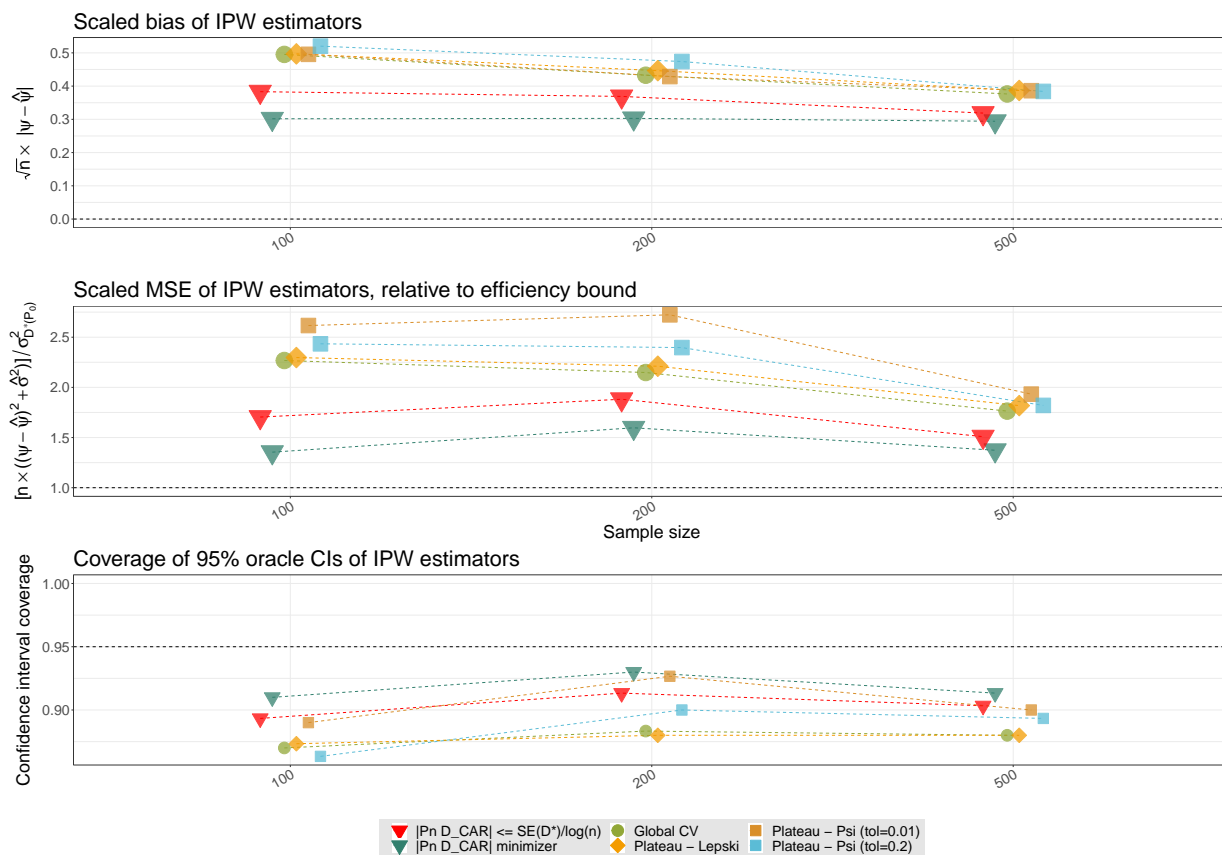 Scaled bias of IPW estimators
√n × |ψ − ψ̂|
0.5
0.4
0.3
0.2
0.1
0.0
100
200
500
Scaled MSE of IPW estimators, relative to efficiency bound
[n × ((ψ − ψ̂)² + σ̂²)] / σ²_D*(P₀)
2.5
2.0
1.5
1.0
100
200
500
Sample size
Coverage of 95% oracle CIs of IPW estimators
Confidence interval coverage
1.00
0.95
0.90
100
200
500
|Pn D_CAR| <= SE(D*)/log(n)
Global CV
Plateau − Psi (tol=0.01)
|Pn D_CAR| minimizer
Plateau − Lepski
Plateau − Psi (tol=0.2)